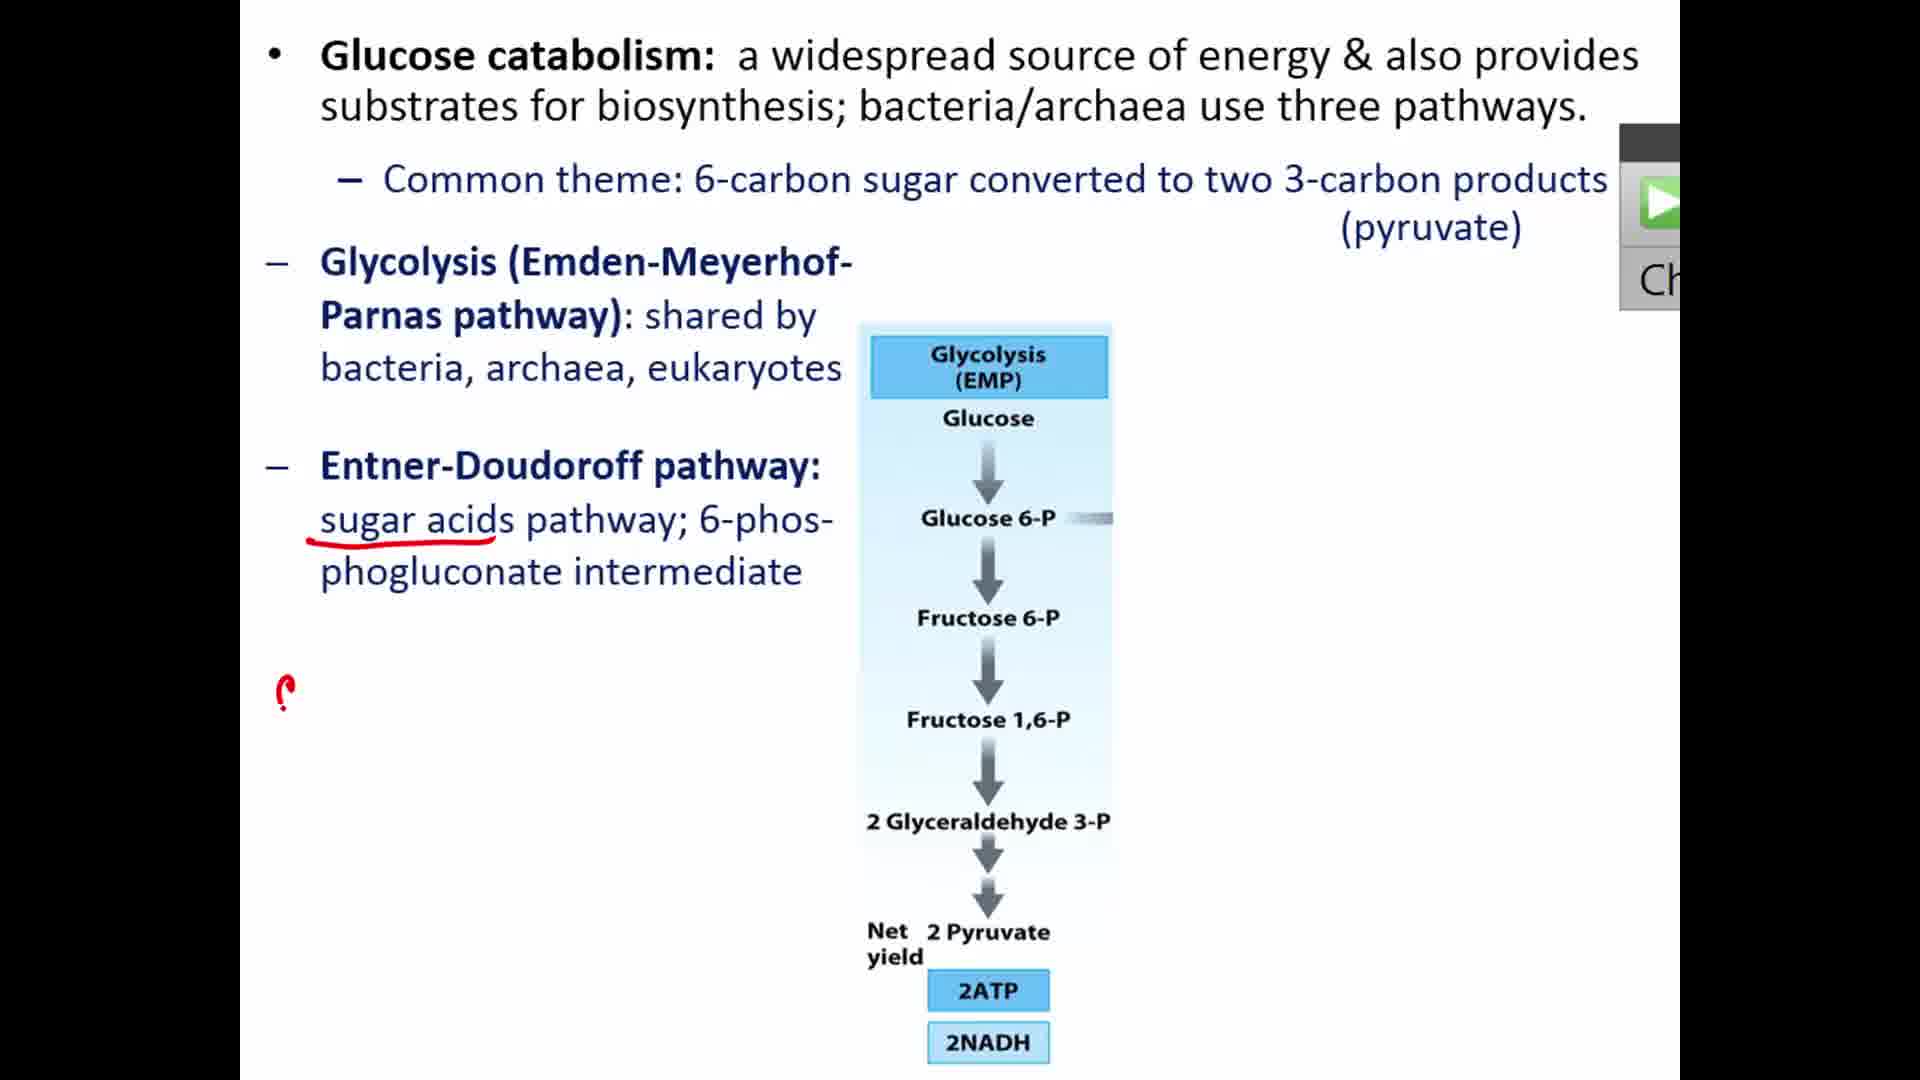 • Glucose catabolism: a widespread source of energy & also provides
substrates for biosynthesis; bacteria/archaea use three pathways.
– Common theme: 6-carbon sugar converted to two 3-carbon products
(pyruvate)
– Glycolysis (Emden-Meyerhof-
Parnas pathway): shared by
bacteria, archaea, eukaryotes
– Entner-Doudoroff pathway:
sugar acids pathway; 6-phos-
phogluconate intermediate
Glycolysis
(EMP)
Glucose
Glucose 6-P
Fructose 6-P
Fructose 1,6-P
2 Glyceraldehyde 3-P
Net 2 Pyruvate
yield
2ATP
2NADH
Ch